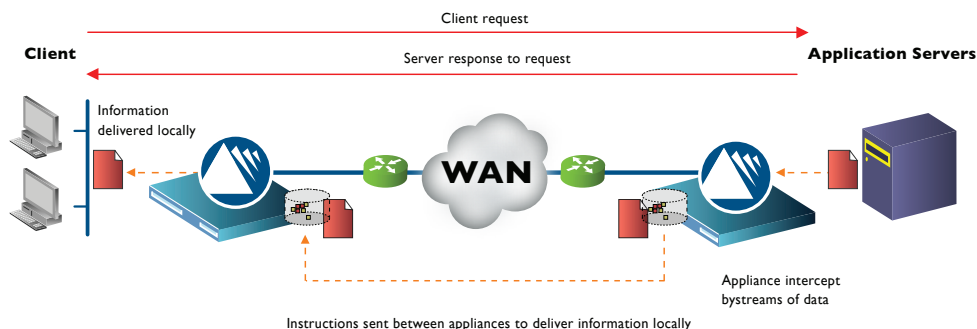 Client request
Client
Server response to request
Application Servers
Information
delivered locally
WAN
Appliance intercept
bystreams of data
Instructions sent between appliances to deliver information locally